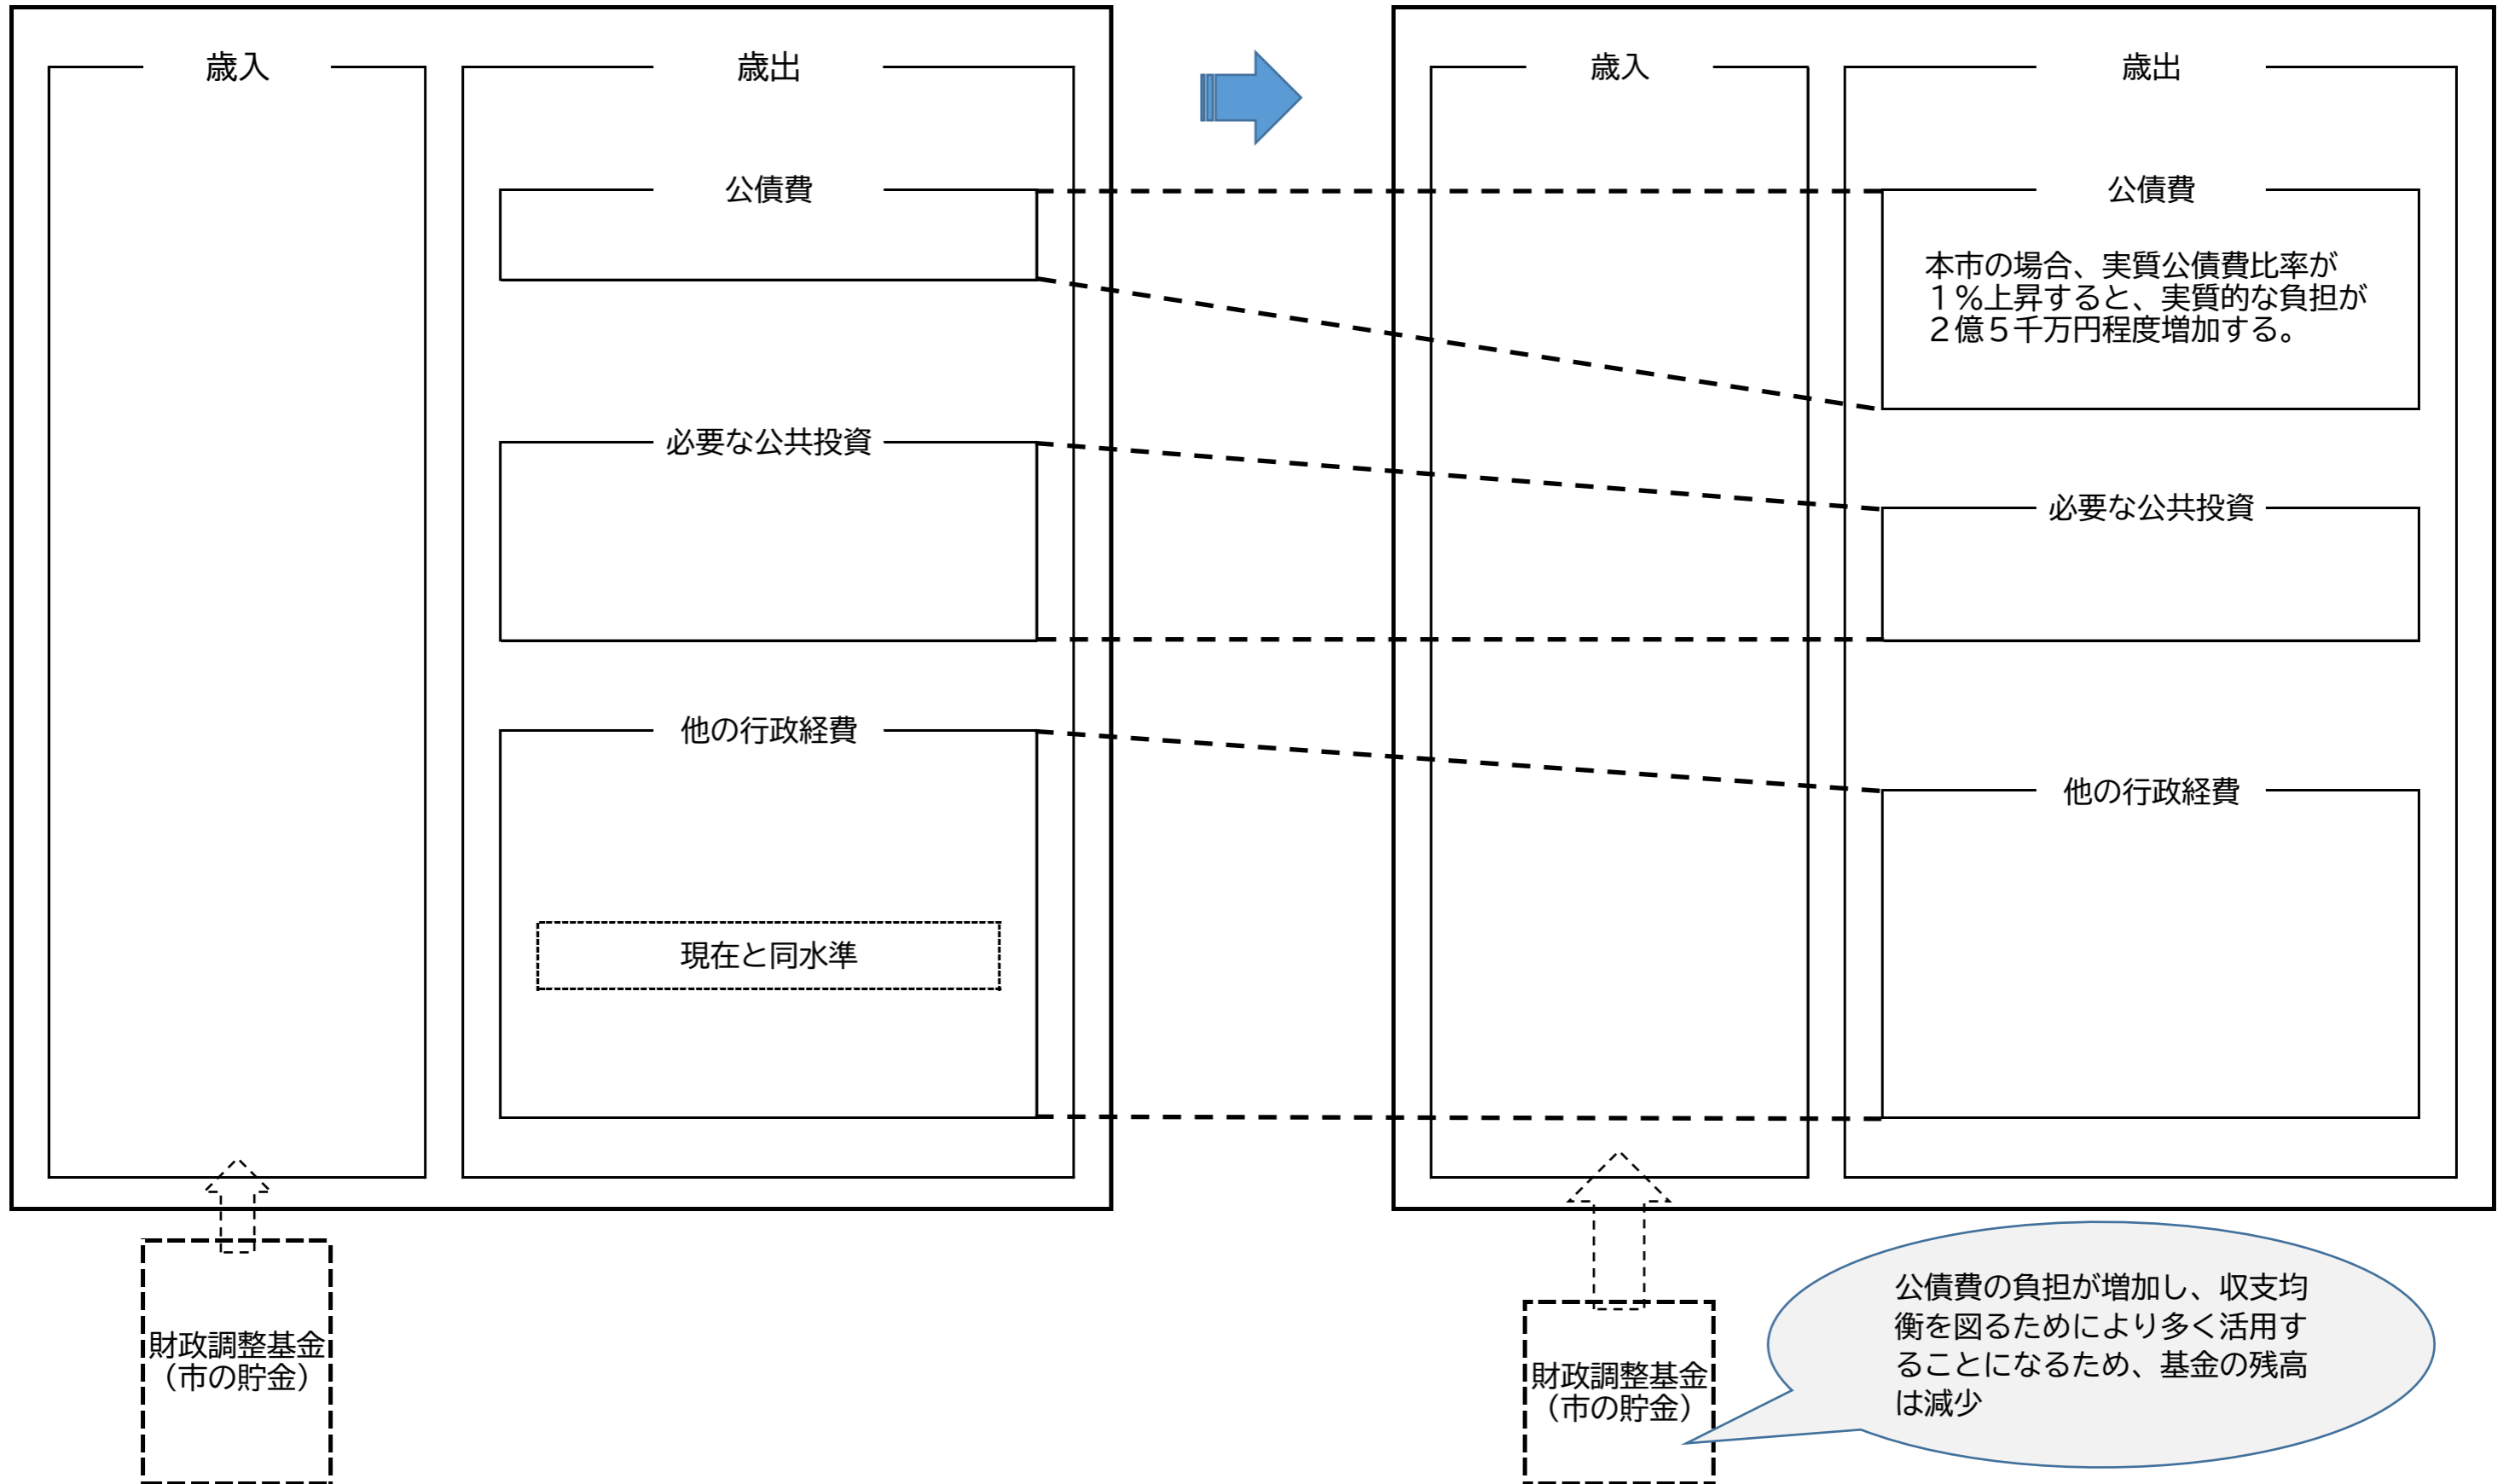 歳入
歳出
公債費
必要な公共投資
他の行政経費
現在と同水準
財政調整基金
（市の貯金）
歳入
歳出
公債費
本市の場合、実質公債費比率が
１％上昇すると、実質的な負担が
２億５千万円程度増加する。
必要な公共投資
他の行政経費
財政調整基金
（市の貯金）
公債費の負担が増加し、収支均
衡を図るためにより多く活用す
ることになるため、基金の残高
は減少